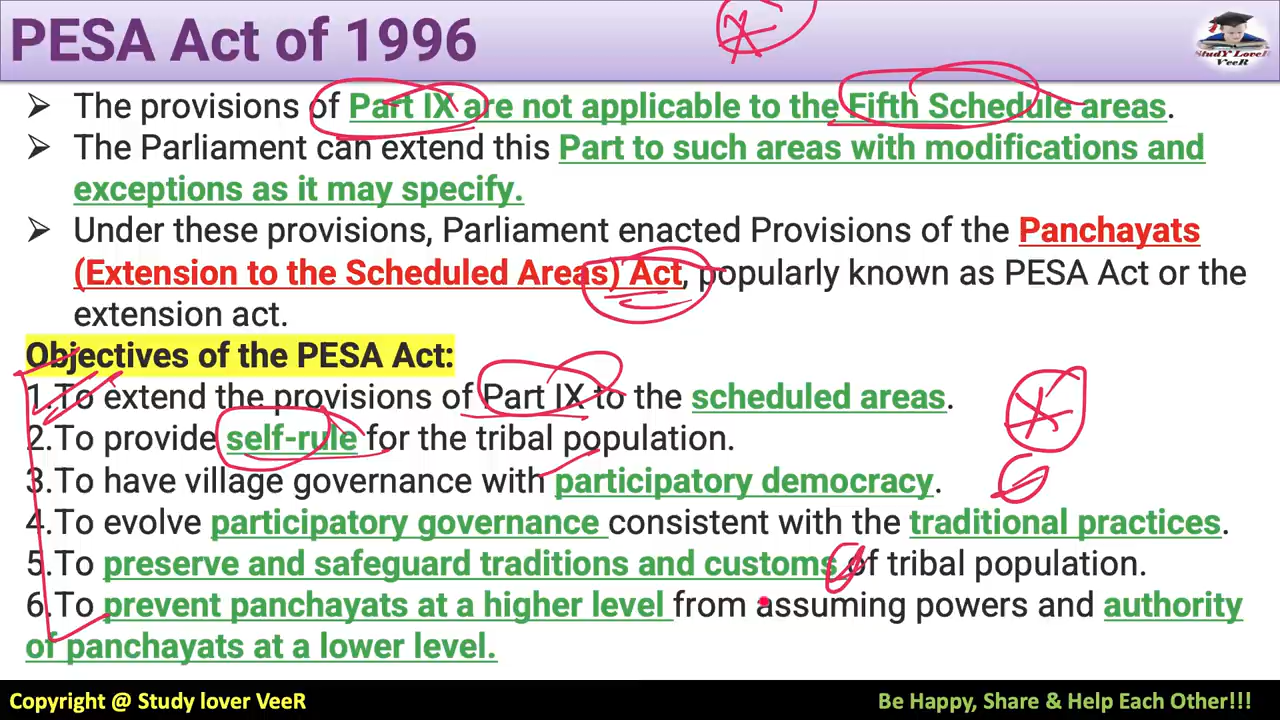 PESA Act of 1996
StudY LoveR
VeeR
➤ The provisions of Part IX are not applicable to the Fifth Schedule areas.
➤ The Parliament can extend this Part to such areas with modifications and
exceptions as it may specify.
➤ Under these provisions, Parliament enacted Provisions of the Panchayats
(Extension to the Scheduled Areas) Act, popularly known as PESA Act or the
extension act.
Objectives of the PESA Act:
1.To extend the provisions of Part IX to the scheduled areas.
2.To provide self-rule for the tribal population.
3.To have village governance with participatory democracy.
4.To evolve participatory governance consistent with the traditional practices.
5.To preserve and safeguard traditions and customs of tribal population.
6.To prevent panchayats at a higher level from assuming powers and authority
of panchayats at a lower level.
Copyright @ Study lover VeeR
Be Happy, Share & Help Each Other!!!